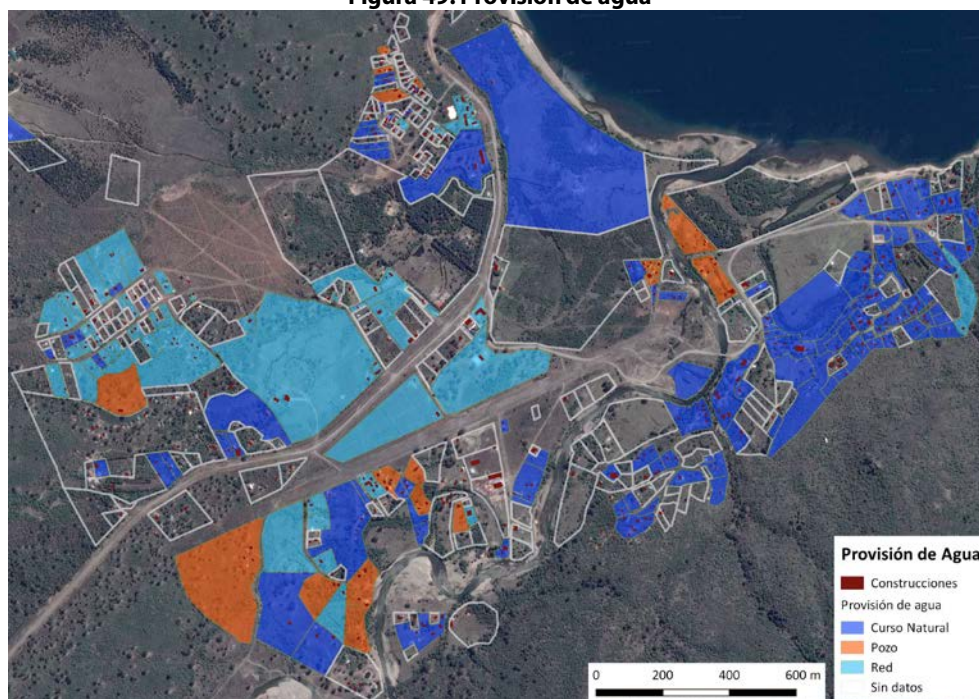 Figura 49. Provisión de agua
Provisión de Agua
Construcciones
Provisión de agua
Curso Natural
Pozo
Red
Sin datos
0 200 400 600 m